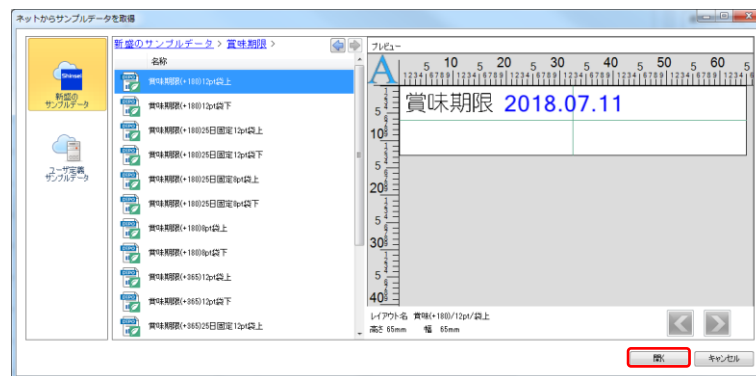 ネットからサンプルデータを取得
新盛のサンプルデータ > 賞味期限 >
名称
Shinsei
新盛の
サンプルデータ
ユーザ定義
サンプルデータ
賞味期限(+180)12pt袋上
賞味期限(+180)12pt袋下
賞味期限(+180)25日固定12pt袋上
賞味期限(+180)25日固定12pt袋下
賞味期限(+180)25日固定8pt袋上
賞味期限(+180)25日固定8pt袋下
賞味期限(+180)8pt袋上
賞味期限(+180)8pt袋下
賞味期限(+365)12pt袋上
賞味期限(+365)12pt袋下
賞味期限(+365)25日固定12pt袋上
プレビュー
A
5 10 5 20 5 30 5 40 5 50 5 60 5
賞味期限 2018.07.11
5
10
5
20
5
30
5
40
レイアウト名 賞味(+180)/12pt/袋上
高さ 65mm 幅 65mm
開く キャンセル